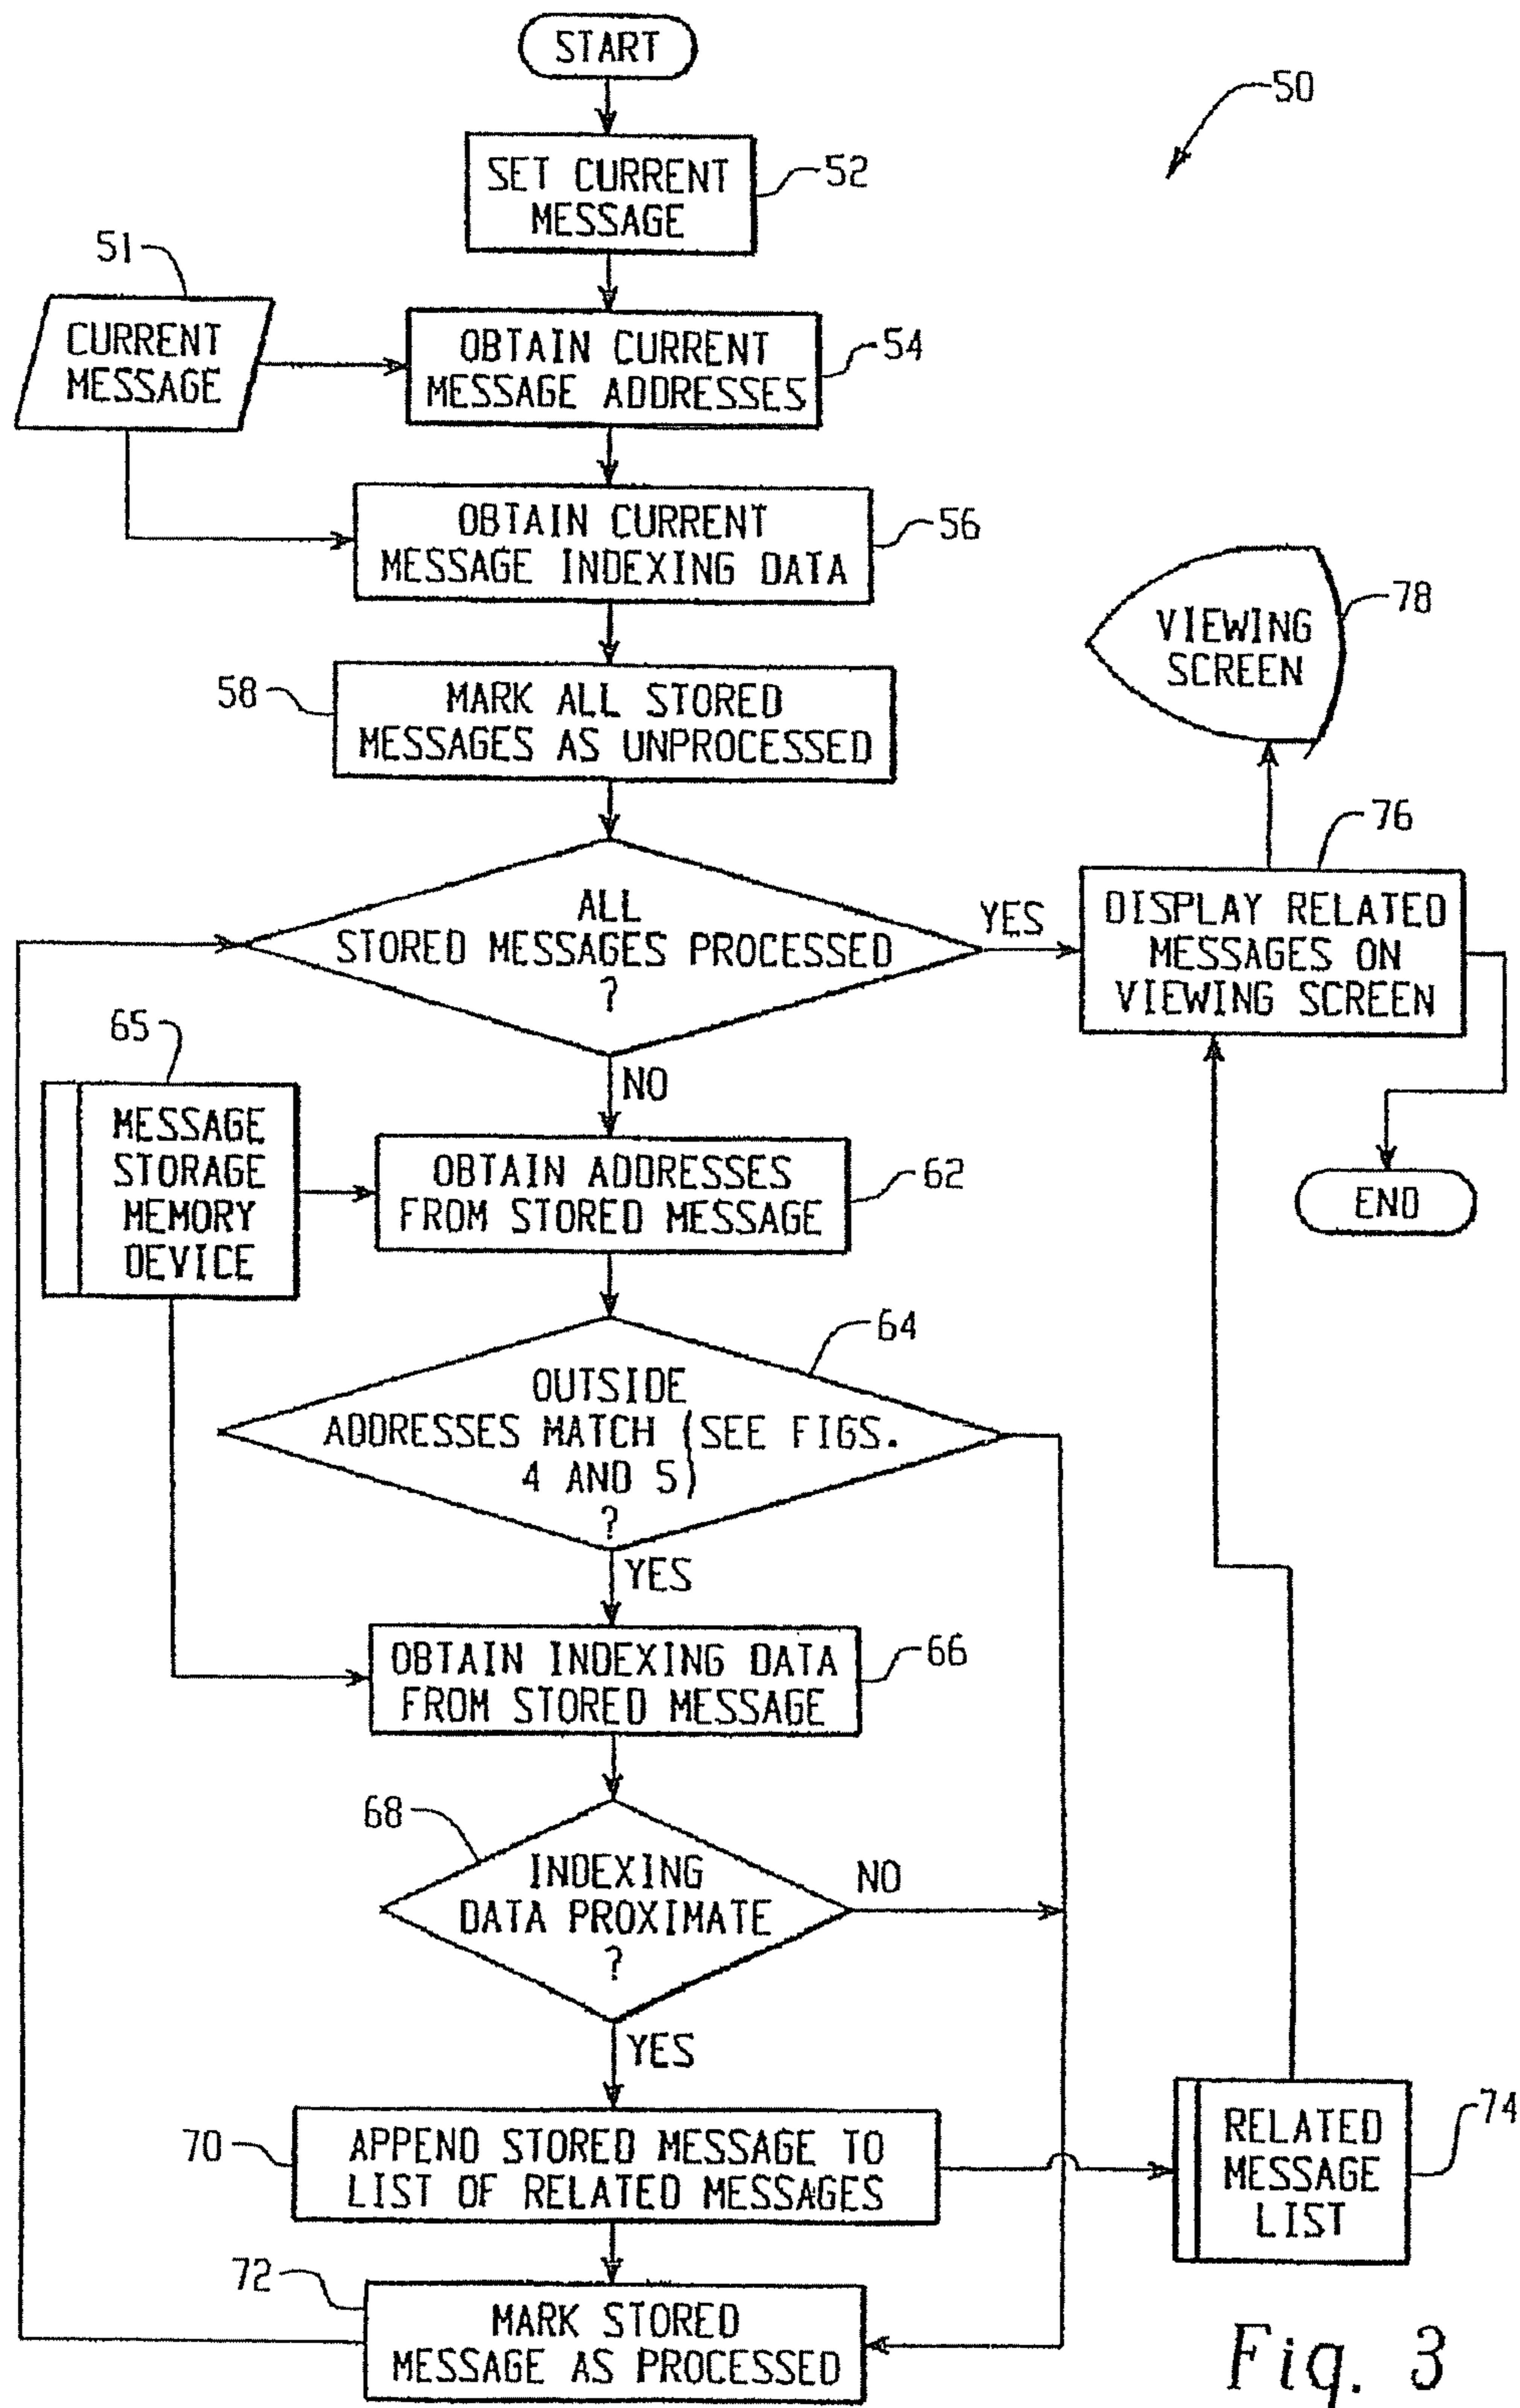 START
50
SET CURRENT
MESSAGE
52
51
CURRENT
MESSAGE
OBTAIN CURRENT
MESSAGE ADDRESSES
54
OBTAIN CURRENT
MESSAGE INDEXING DATA
56
VIEWING
SCREEN
78
58
MARK ALL STORED
MESSAGES AS UNPROCESSED
76
ALL
STORED MESSAGES PROCESSED
?
YES
DISPLAY RELATED
MESSAGES ON
VIEWING SCREEN
NO
65
MESSAGE
STORAGE
MEMORY
DEVICE
OBTAIN ADDRESSES
FROM STORED MESSAGE
62
END
64
OUTSIDE
ADDRESSES MATCH (SEE FIGS.
4 AND 5)
?
YES
OBTAIN INDEXING DATA
FROM STORED MESSAGE
66
68
INDEXING
DATA PROXIMATE
?
NO
YES
70
APPEND STORED MESSAGE TO
LIST OF RELATED MESSAGES
RELATED
MESSAGE
LIST
74
72
MARK STORED
MESSAGE AS PROCESSED
Fig. 3